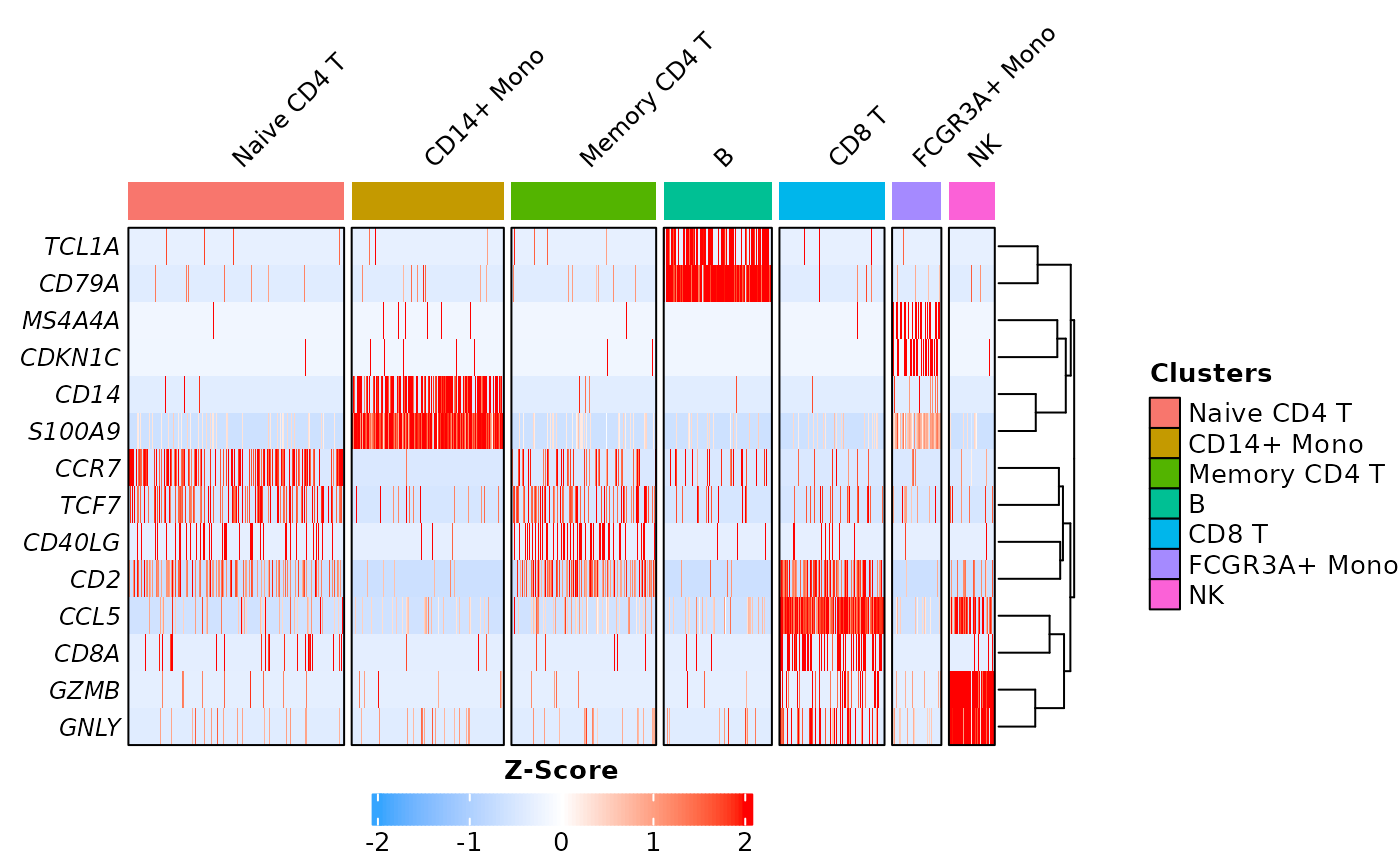 Naive CD4 T
CD14+ Mono
Memory CD4 T
B
CD8 T
FCGR3A+ Mono
NK
TCL1A
CD79A
MS4A4A
CDKN1C
CD14
S100A9
CCR7
TCF7
CD40LG
CD2
CCL5
CD8A
GZMB
GNLY
Clusters
Naive CD4 T
CD14+ Mono
Memory CD4 T
B
CD8 T
FCGR3A+ Mono
NK
Z-Score
-2 -1 0 1 2